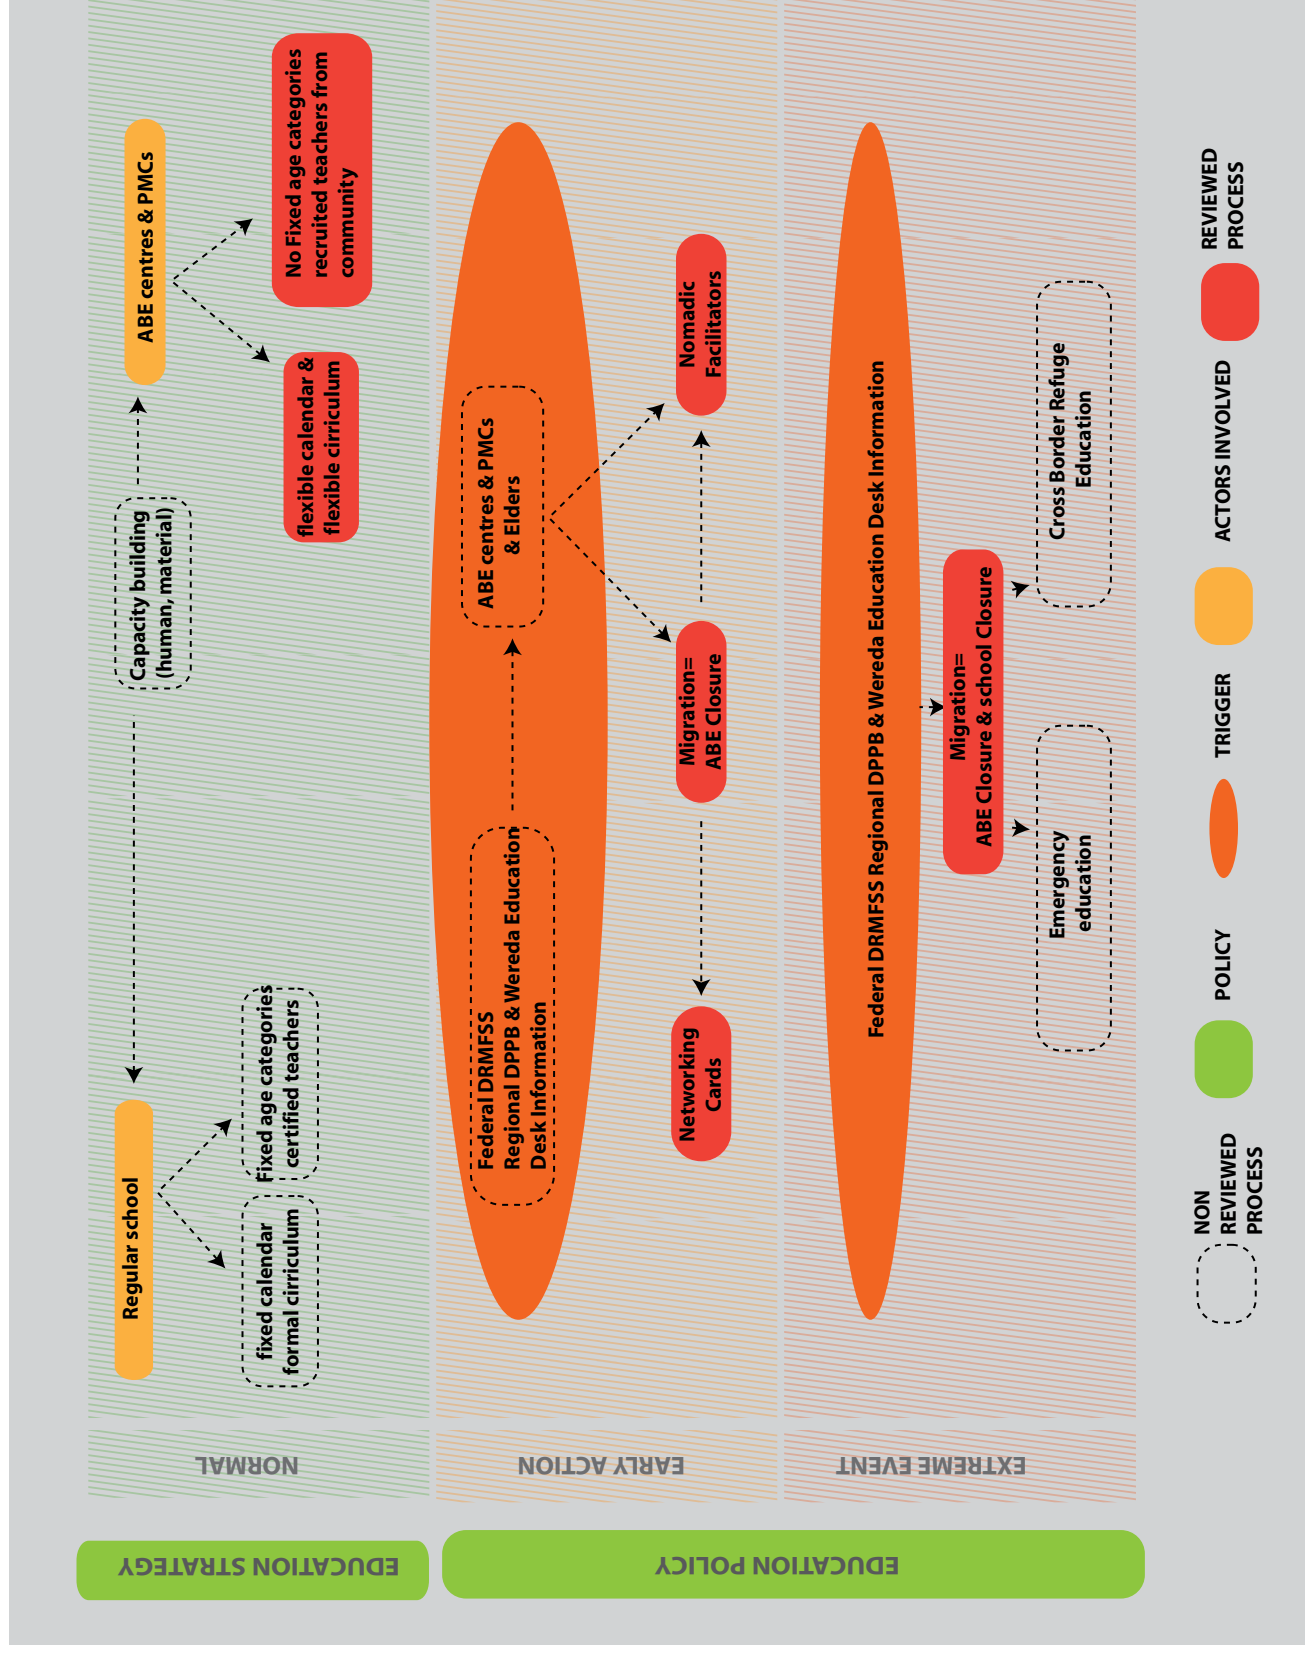 EDUCATION STRATEGY
NORMAL
Regular school
fixed calendar
formal cirriculum
Fixed age categories
certified teachers
Capacity building
(human, material)
ABE centres & PMCs
flexible calendar &
flexible cirriculum
No Fixed age categories
recruited teachers from
community
EDUCATION POLICY
EARLY ACTION
Federal DRMFSS
Regional DPPB & Wereda Education
Desk Information
ABE centres & PMCs
& Elders
Networking
Cards
Migration=
ABE Closure
Nomadic
Facilitators
EXTREME EVENT
Federal DRMFSS Regional DPPB & Wereda Education Desk Information
Migration=
ABE Closure & school Closure
Emergency
education
Cross Border Refuge
Education
NON
REVIEWED
PROCESS
POLICY
TRIGGER
ACTORS INVOLVED
REVIEWED
PROCESS